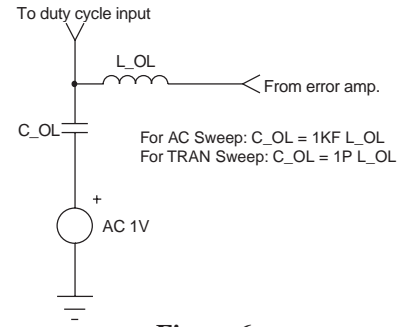 To duty cycle input
L_OL
From error amp.
C_OL
For AC Sweep: C_OL = 1KF L_OL
For TRAN Sweep: C_OL = 1P L_OL
+
AC 1V